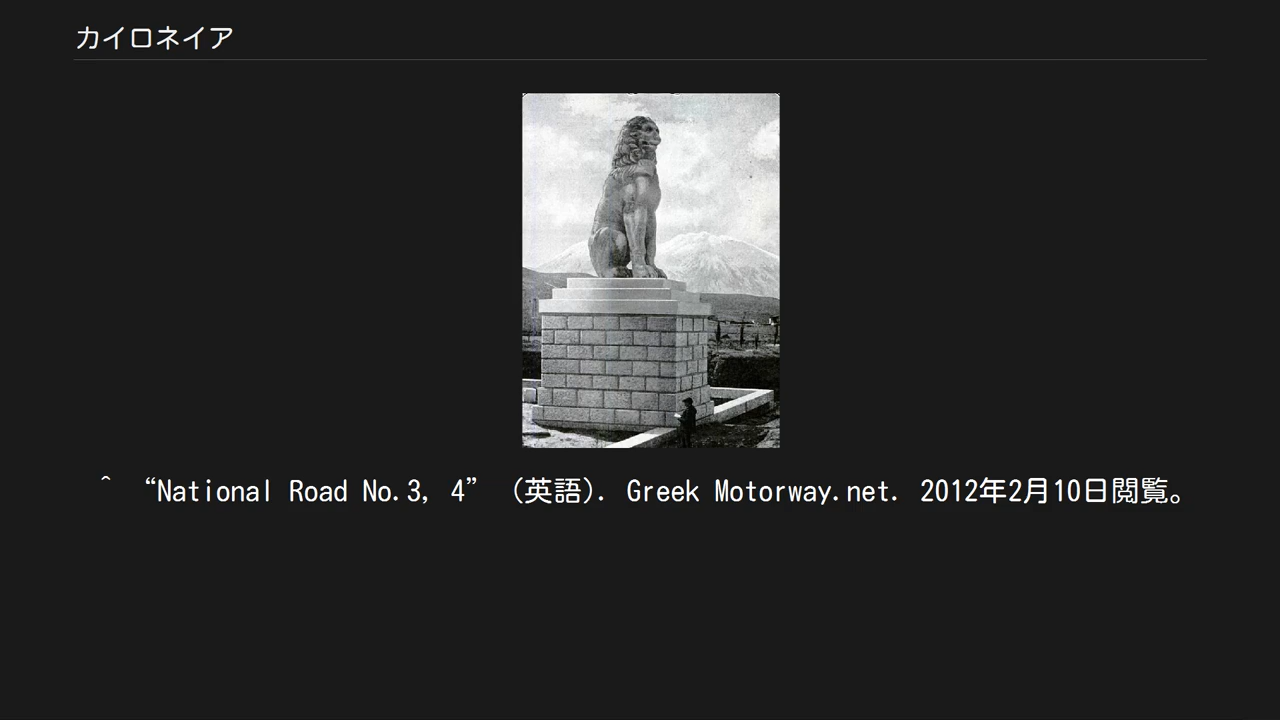 カイロネイア
^ “National Road No.3, 4” (英語). Greek Motorway.net. 2012年2月10日閲覧。